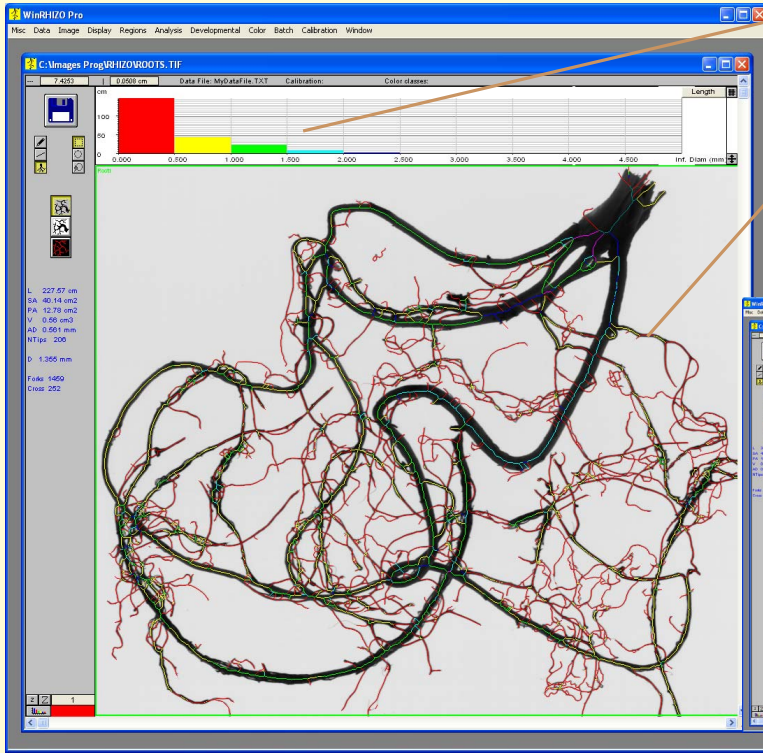 WinRHIZO Pro
Misc Data Image Display Regions Analysis Developmental Color Batch Calibration Window
C:\Images Prog\RHIZO\ROOTS.TIF
--- 7.4253 | 0.0508 cm Data File: MyDataFile.TXT Calibration: Color classes:
cm Length
100
50
0
0.000 0.500 1.000 1.500 2.000 2.500 3.000 3.500 4.000 4.500 Inf. Diam (mm)
L 227.57 cm
SA 40.14 cm2
PA 12.78 cm2
V 0.56 cm3
AD 0.561 mm
NTips 206
D 1.355 mm
Forks 1459
Cross 252
z Z 1